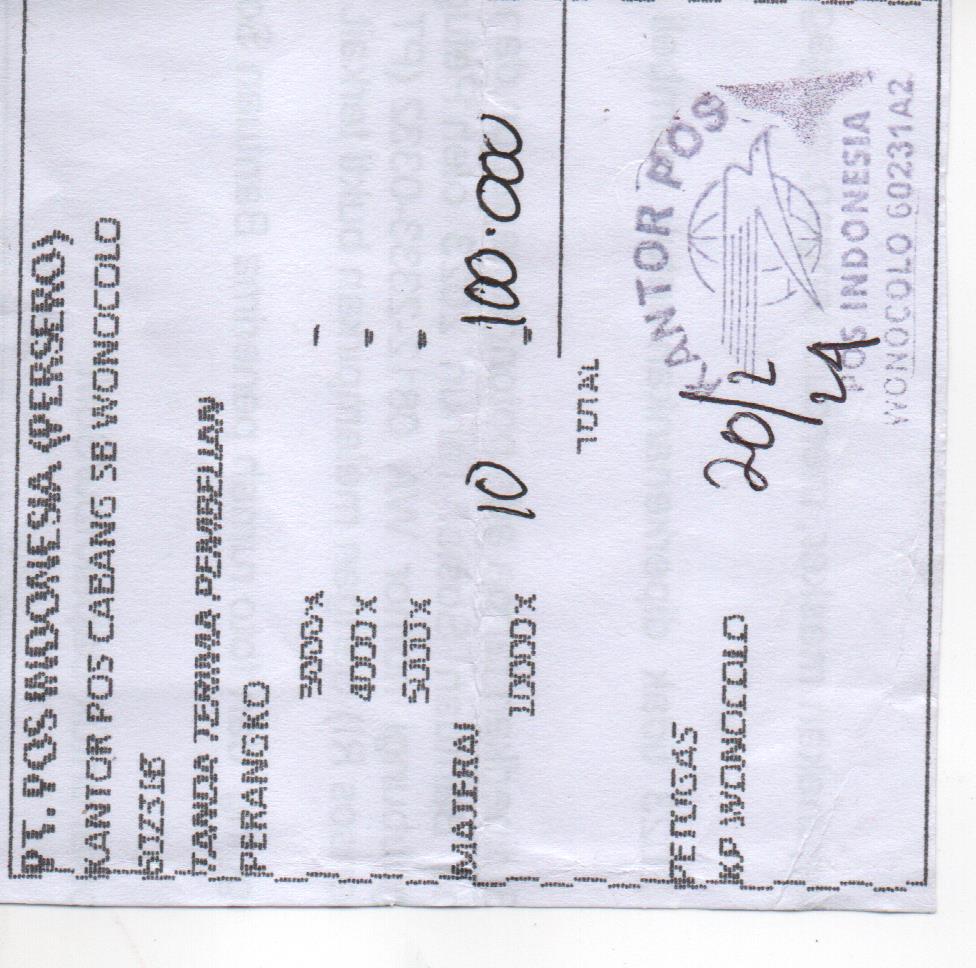 PT. POS INDONESIA (PERSERO)
KANTOR POS CABANG SB WONOCOLO
60231B
TANDA TERIMA PEMBELIAN
PERANGKO
3000 X -
4000 X -
5000 X -
MATERAI
10000 X 10 - 100.000
TOTAL
PETUGAS
KP WONOCOLO
20/2
24
KANTOR POS
POS INDONESIA
WONOCOLO 60231A2